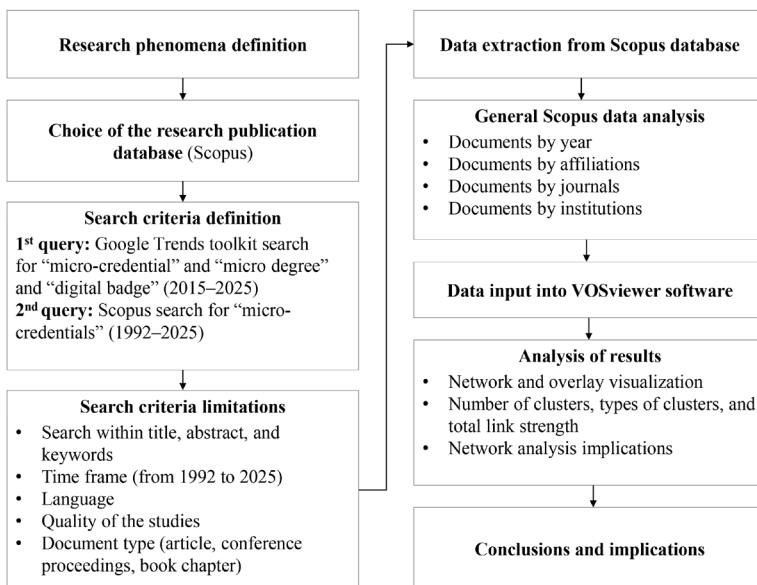 Research phenomena definition
Choice of the research publication
database (Scopus)
Search criteria definition
1st query: Google Trends toolkit search
for “micro-credential” and “micro degree”
and “digital badge” (2015–2025)
2nd query: Scopus search for “micro-
credentials” (1992–2025)
Search criteria limitations
• Search within title, abstract, and
keywords
• Time frame (from 1992 to 2025)
• Language
• Quality of the studies
• Document type (article, conference
proceedings, book chapter)
Data extraction from Scopus database
General Scopus data analysis
• Documents by year
• Documents by affiliations
• Documents by journals
• Documents by institutions
Data input into VOSviewer software
Analysis of results
• Network and overlay visualization
• Number of clusters, types of clusters, and
total link strength
• Network analysis implications
Conclusions and implications